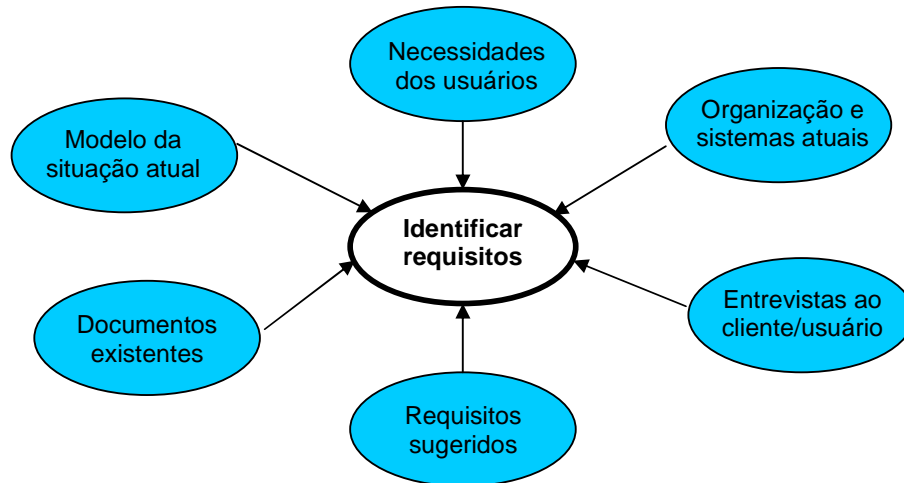 Necessidades
dos usuários
Organização e
sistemas atuais
Modelo da
situação atual
Identificar
requisitos
Entrevistas ao
cliente/usuário
Documentos
existentes
Requisitos
sugeridos